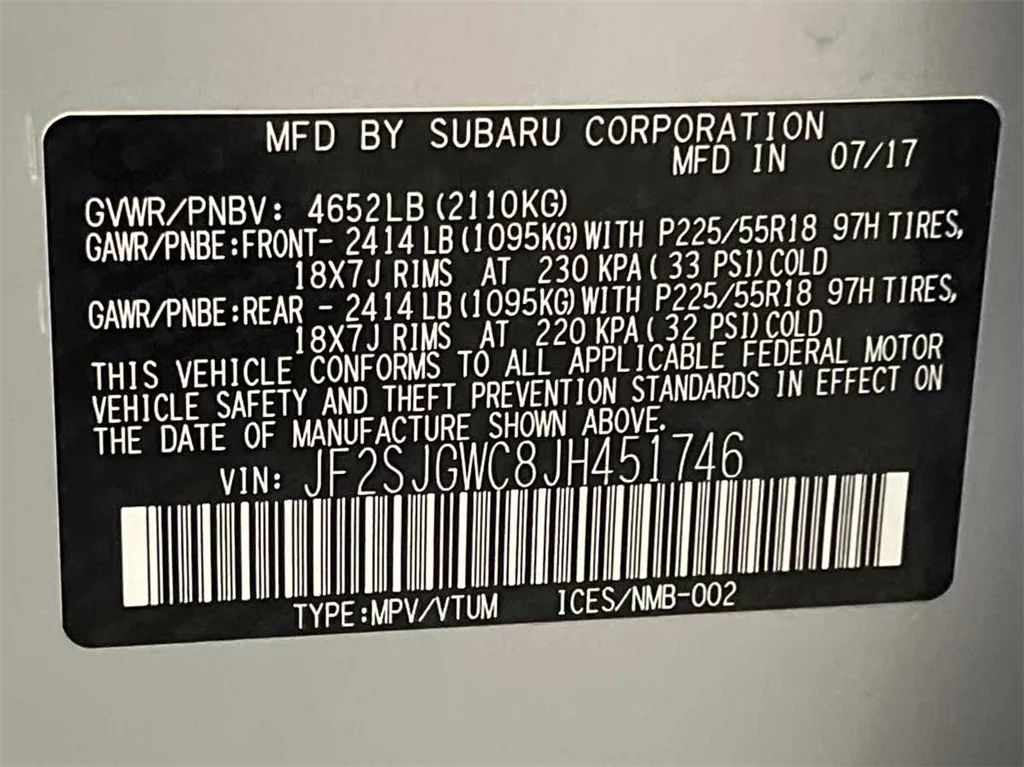 MFD BY SUBARU CORPORATION
MFD IN 07/17
GVWR/PNBV: 4652LB (2110KG)
GAWR/PNBE:FRONT- 2414 LB (1095KG) WITH P225/55R18 97H TIRES,
18X7J RIMS AT 230 KPA ( 33 PSI) COLD
GAWR/PNBE:REAR - 2414 LB (1095KG) WITH P225/55R18 97H TIRES,
18X7J RIMS AT 220 KPA ( 32 PSI) COLD
THIS VEHICLE CONFORMS TO ALL APPLICABLE FEDERAL MOTOR
VEHICLE SAFETY AND THEFT PREVENTION STANDARDS IN EFFECT ON
THE DATE OF MANUFACTURE SHOWN ABOVE.
VIN: JF2SJGWC8JH451746
TYPE:MPV/VTUM ICES/NMB-002